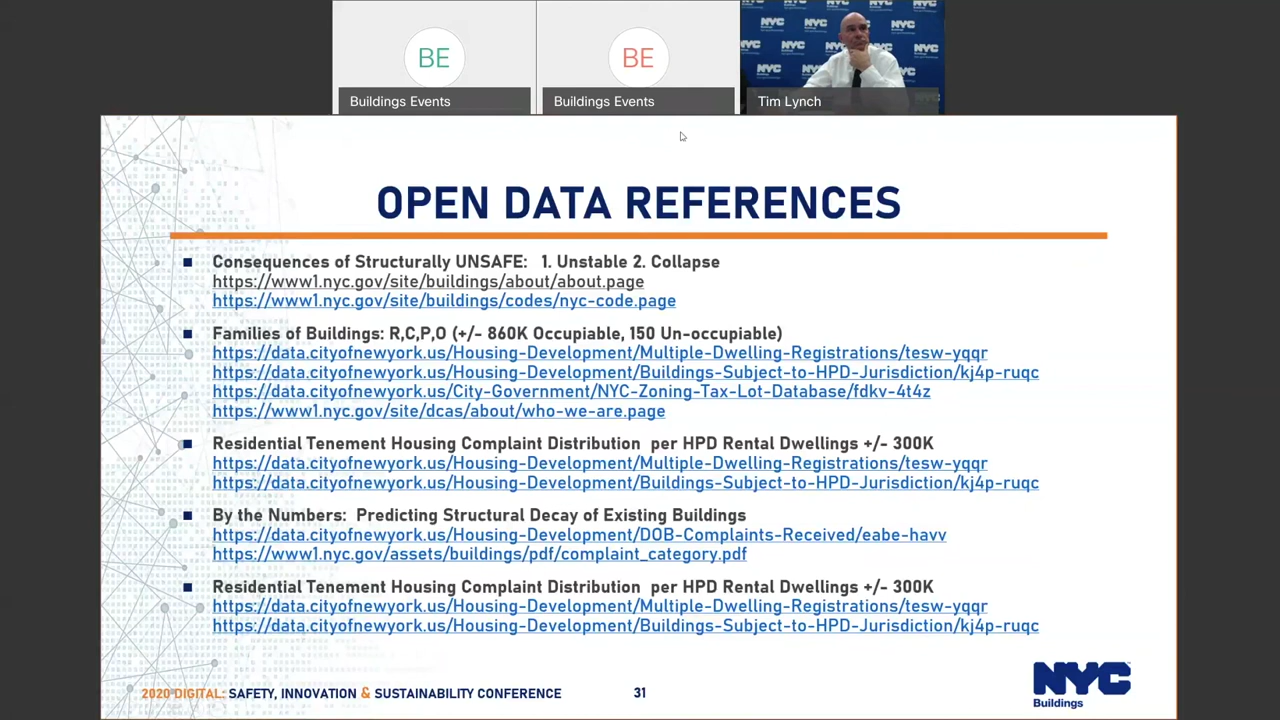 BE
BE
Buildings Events
Buildings Events
Tim Lynch
NYC
Buildings
OPEN DATA REFERENCES
Consequences of Structurally UNSAFE: 1. Unstable 2. Collapse
https://www1.nyc.gov/site/buildings/about/about.page
https://www1.nyc.gov/site/buildings/codes/nyc-code.page
Families of Buildings: R,C,P,O (+/- 860K Occupiable, 150 Un-occupiable)
https://data.cityofnewyork.us/Housing-Development/Multiple-Dwelling-Registrations/tesw-yqqr
https://data.cityofnewyork.us/Housing-Development/Buildings-Subject-to-HPD-Jurisdiction/kj4p-ruqc
https://data.cityofnewyork.us/City-Government/NYC-Zoning-Tax-Lot-Database/fdkv-4t4z
https://www1.nyc.gov/site/dcas/about/who-we-are.page
Residential Tenement Housing Complaint Distribution per HPD Rental Dwellings +/- 300K
https://data.cityofnewyork.us/Housing-Development/Multiple-Dwelling-Registrations/tesw-yqqr
https://data.cityofnewyork.us/Housing-Development/Buildings-Subject-to-HPD-Jurisdiction/kj4p-ruqc
By the Numbers: Predicting Structural Decay of Existing Buildings
https://data.cityofnewyork.us/Housing-Development/DOB-Complaints-Received/eabe-havv
https://www1.nyc.gov/assets/buildings/pdf/complaint_category.pdf
Residential Tenement Housing Complaint Distribution per HPD Rental Dwellings +/- 300K
https://data.cityofnewyork.us/Housing-Development/Multiple-Dwelling-Registrations/tesw-yqqr
https://data.cityofnewyork.us/Housing-Development/Buildings-Subject-to-HPD-Jurisdiction/kj4p-ruqc
2020 DIGITAL: SAFETY, INNOVATION & SUSTAINABILITY CONFERENCE
31
NYC
Buildings